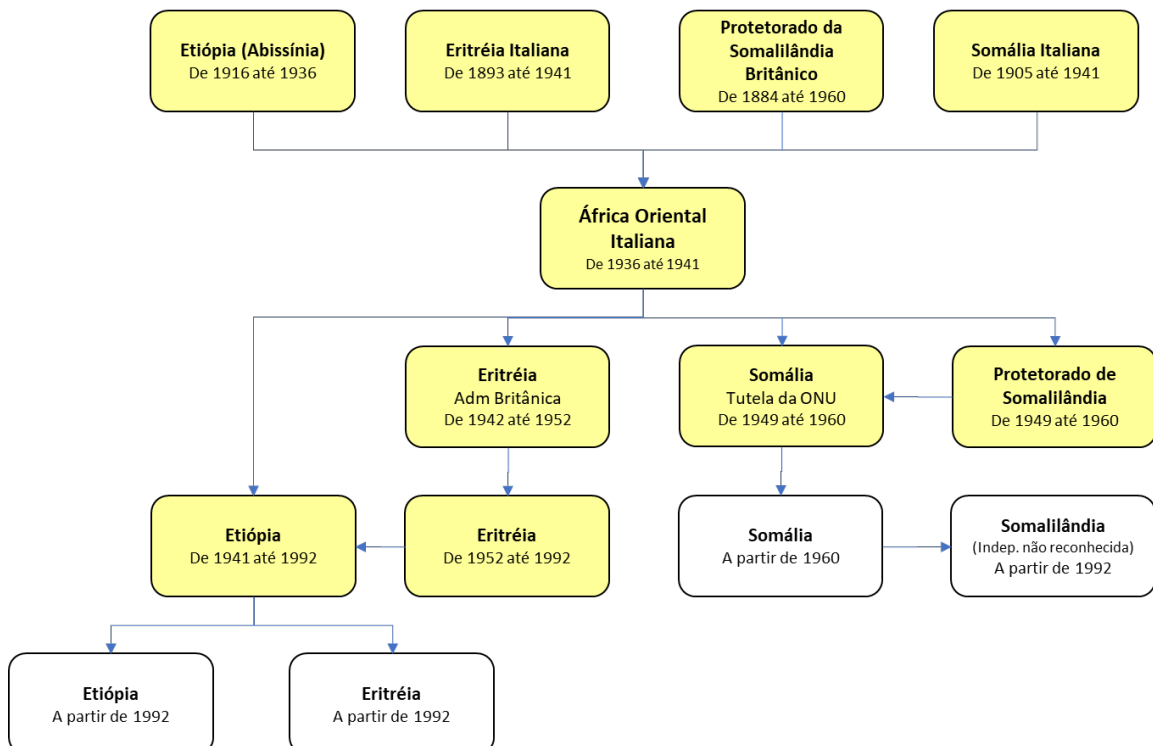 Etiópia (Abissínia)
De 1916 até 1936
Eritréia Italiana
De 1893 até 1941
Protetorado da
Somalilândia
Britânico
De 1884 até 1960
Somália Italiana
De 1905 até 1941
África Oriental
Italiana
De 1936 até 1941
Eritréia
Adm Britânica
De 1942 até 1952
Somália
Tutela da ONU
De 1949 até 1960
Protetorado de
Somalilândia
De 1949 até 1960
Etiópia
De 1941 até 1992
Eritréia
De 1952 até 1992
Somália
A partir de 1960
Somalilândia
(Indep. não reconhecida)
A partir de 1992
Etiópia
A partir de 1992
Eritréia
A partir de 1992